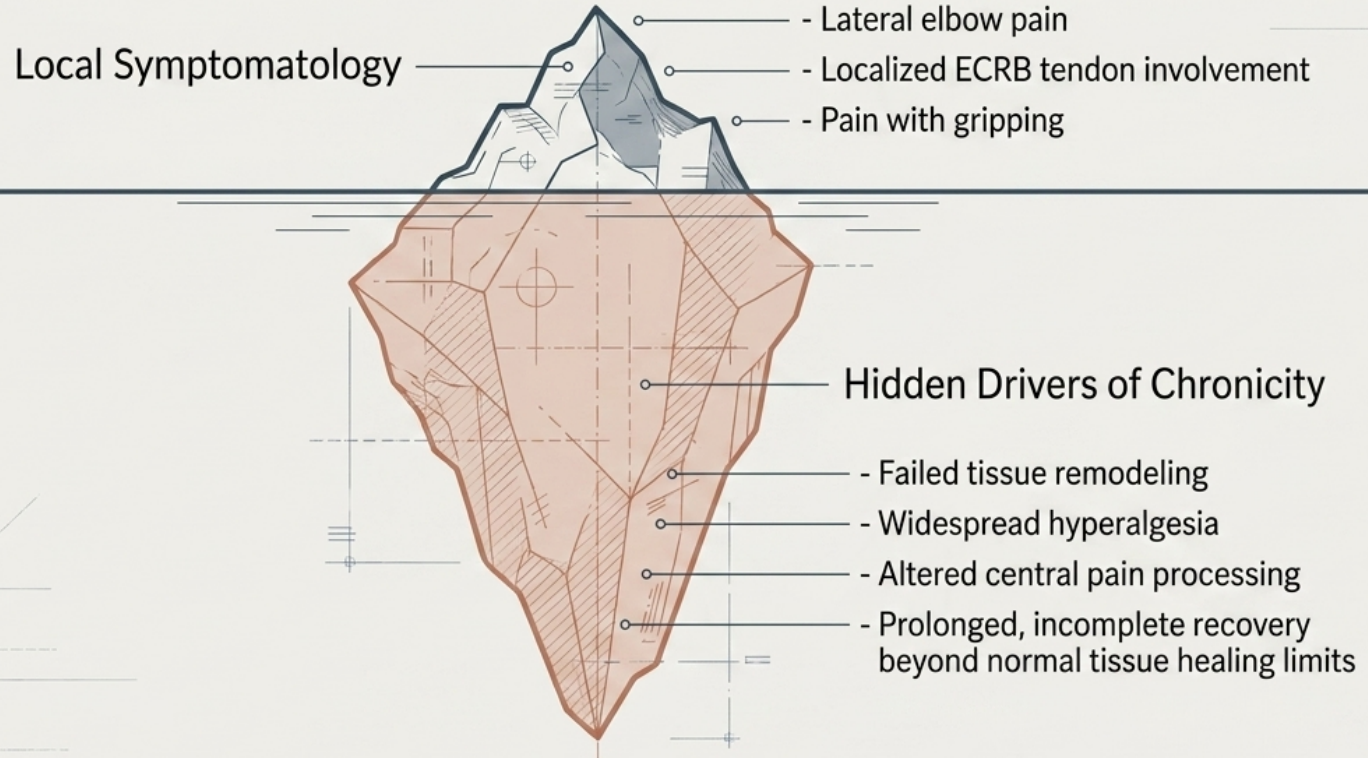 Local Symptomatology
- Lateral elbow pain
- Localized ECRB tendon involvement
- Pain with gripping
Hidden Drivers of Chronicity
- Failed tissue remodeling
- Widespread hyperalgesia
- Altered central pain processing
- Prolonged, incomplete recovery
beyond normal tissue healing limits